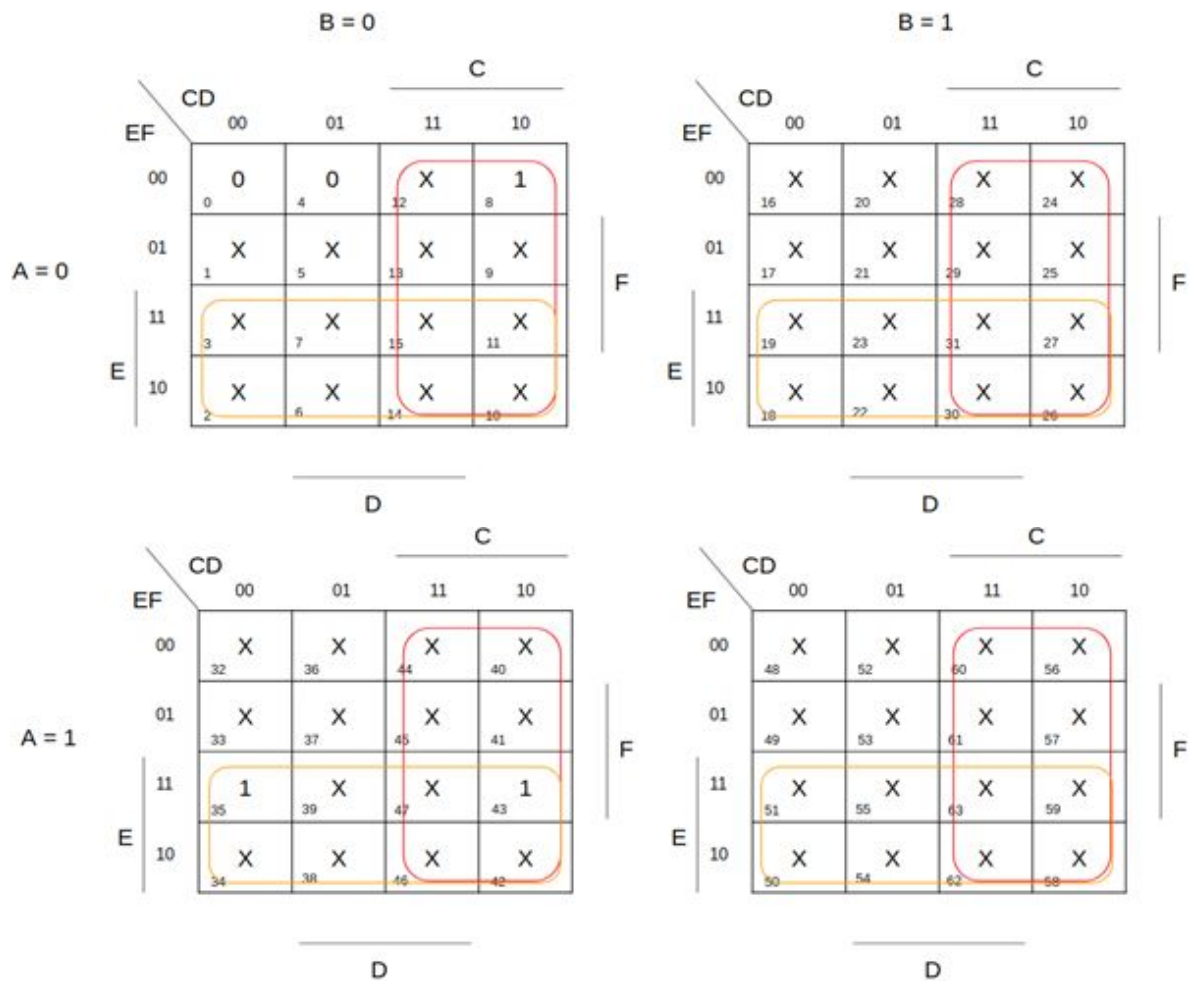 B = 0 B = 1
C C
CD CD
EF 00 01 11 10 EF 00 01 11 10
00 0 0 X 1 00 X X X X
0 4 12 8 16 20 28 24
01 X X X X X X X X
A = 0 1 5 13 9 F 17 21 29 25 F
11 X X X X 11 X X X X
3 7 15 11 19 23 31 27
E 10 X X X X E 10 X X X X
2 6 14 10 18 22 30 26
D D
C C
CD CD
EF 00 01 11 10 EF 00 01 11 10
00 X X X X 00 X X X X
32 36 44 40 48 52 60 56
01 X X X X 01 X X X X
A = 1 33 37 45 41 F 49 53 61 57 F
11 1 X X 1 11 X X X X
35 39 47 43 51 55 63 59
E 10 X X X X E 10 X X X X
34 38 46 42 50 54 62 58
D D